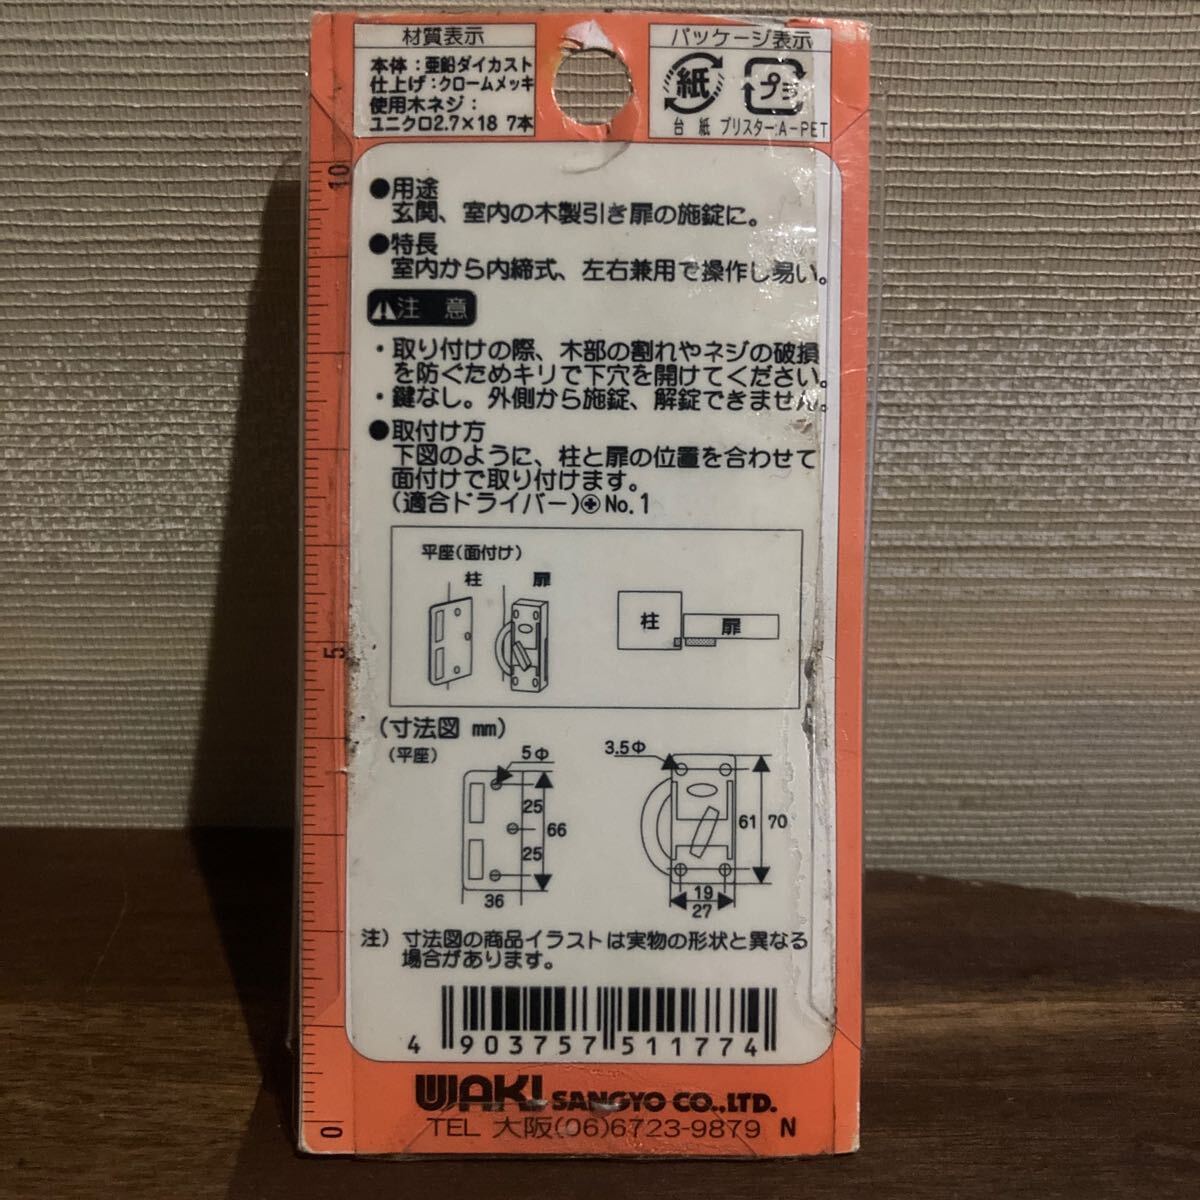 材質表示
本体：亜鉛ダイカスト
仕上げ：クロームメッキ
使用木ネジ：
ユニクロ2.7×18 7本
パッケージ表示
紙 プラ
台 紙 ブリスター:A-PET
●用途
玄関、室内の木製引き扉の施錠に。
●特長
室内から内締式、左右兼用で操作し易い。
注 意
・取り付けの際、木部の割れやネジの破損
を防ぐためキリで下穴を開けてください。
・鍵なし。外側から施錠、解錠できません。
●取付け方
下図のように、柱と扉の位置を合わせて
面付けで取り付けます。
(適合ドライバー)⊕No.1
平座(面付け)
柱 扉
柱
扉
(寸法図 mm)
(平座)
5Φ
25
66
25
36
3.5Φ
61 70
19
27
注) 寸法図の商品イラストは実物の形状と異なる
場合があります。
4 903757 511774
WAKI SANGYO CO.,LTD.
TEL 大阪(06)6723-9879 N
10
5
0